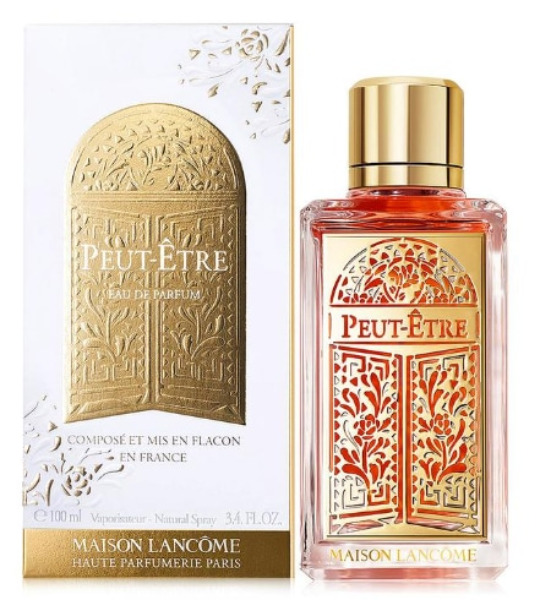 PEUT-ÊTRE
EAU DE PARFUM
COMPOSÉ ET MIS EN FLACON
EN FRANCE
℮ 100 ml Vaporisateur - Natural Spray 3.4. FL.OZ.
MAISON LANCÔME
HAUTE PARFUMERIE PARIS
PEUT-ÊTRE
MAISON LANCÔME